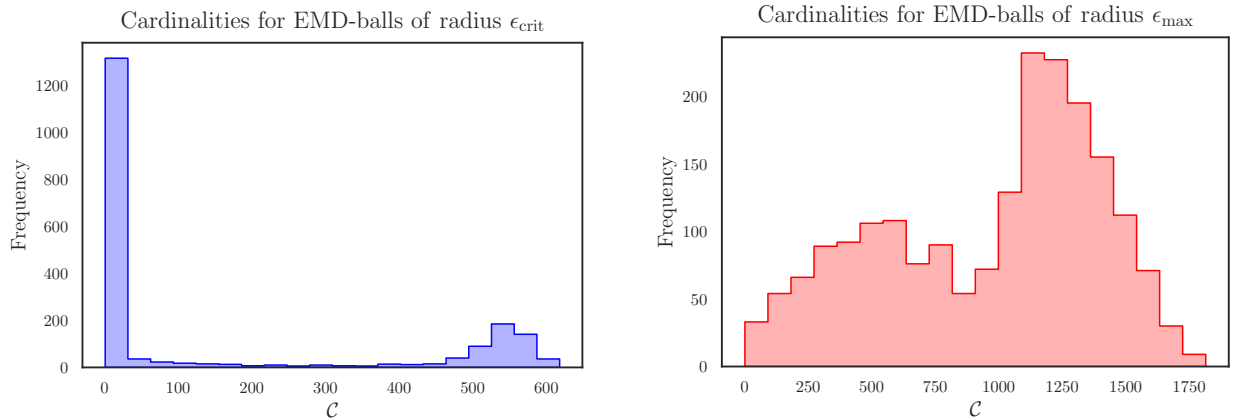 Cardinalities for EMD-balls of radius ϵcrit
1200
1000
800
600
400
200
0
Frequency
0 100 200 300 400 500 600
𝒞
Cardinalities for EMD-balls of radius ϵmax
200
150
100
50
0
Frequency
0 250 500 750 1000 1250 1500 1750
𝒞